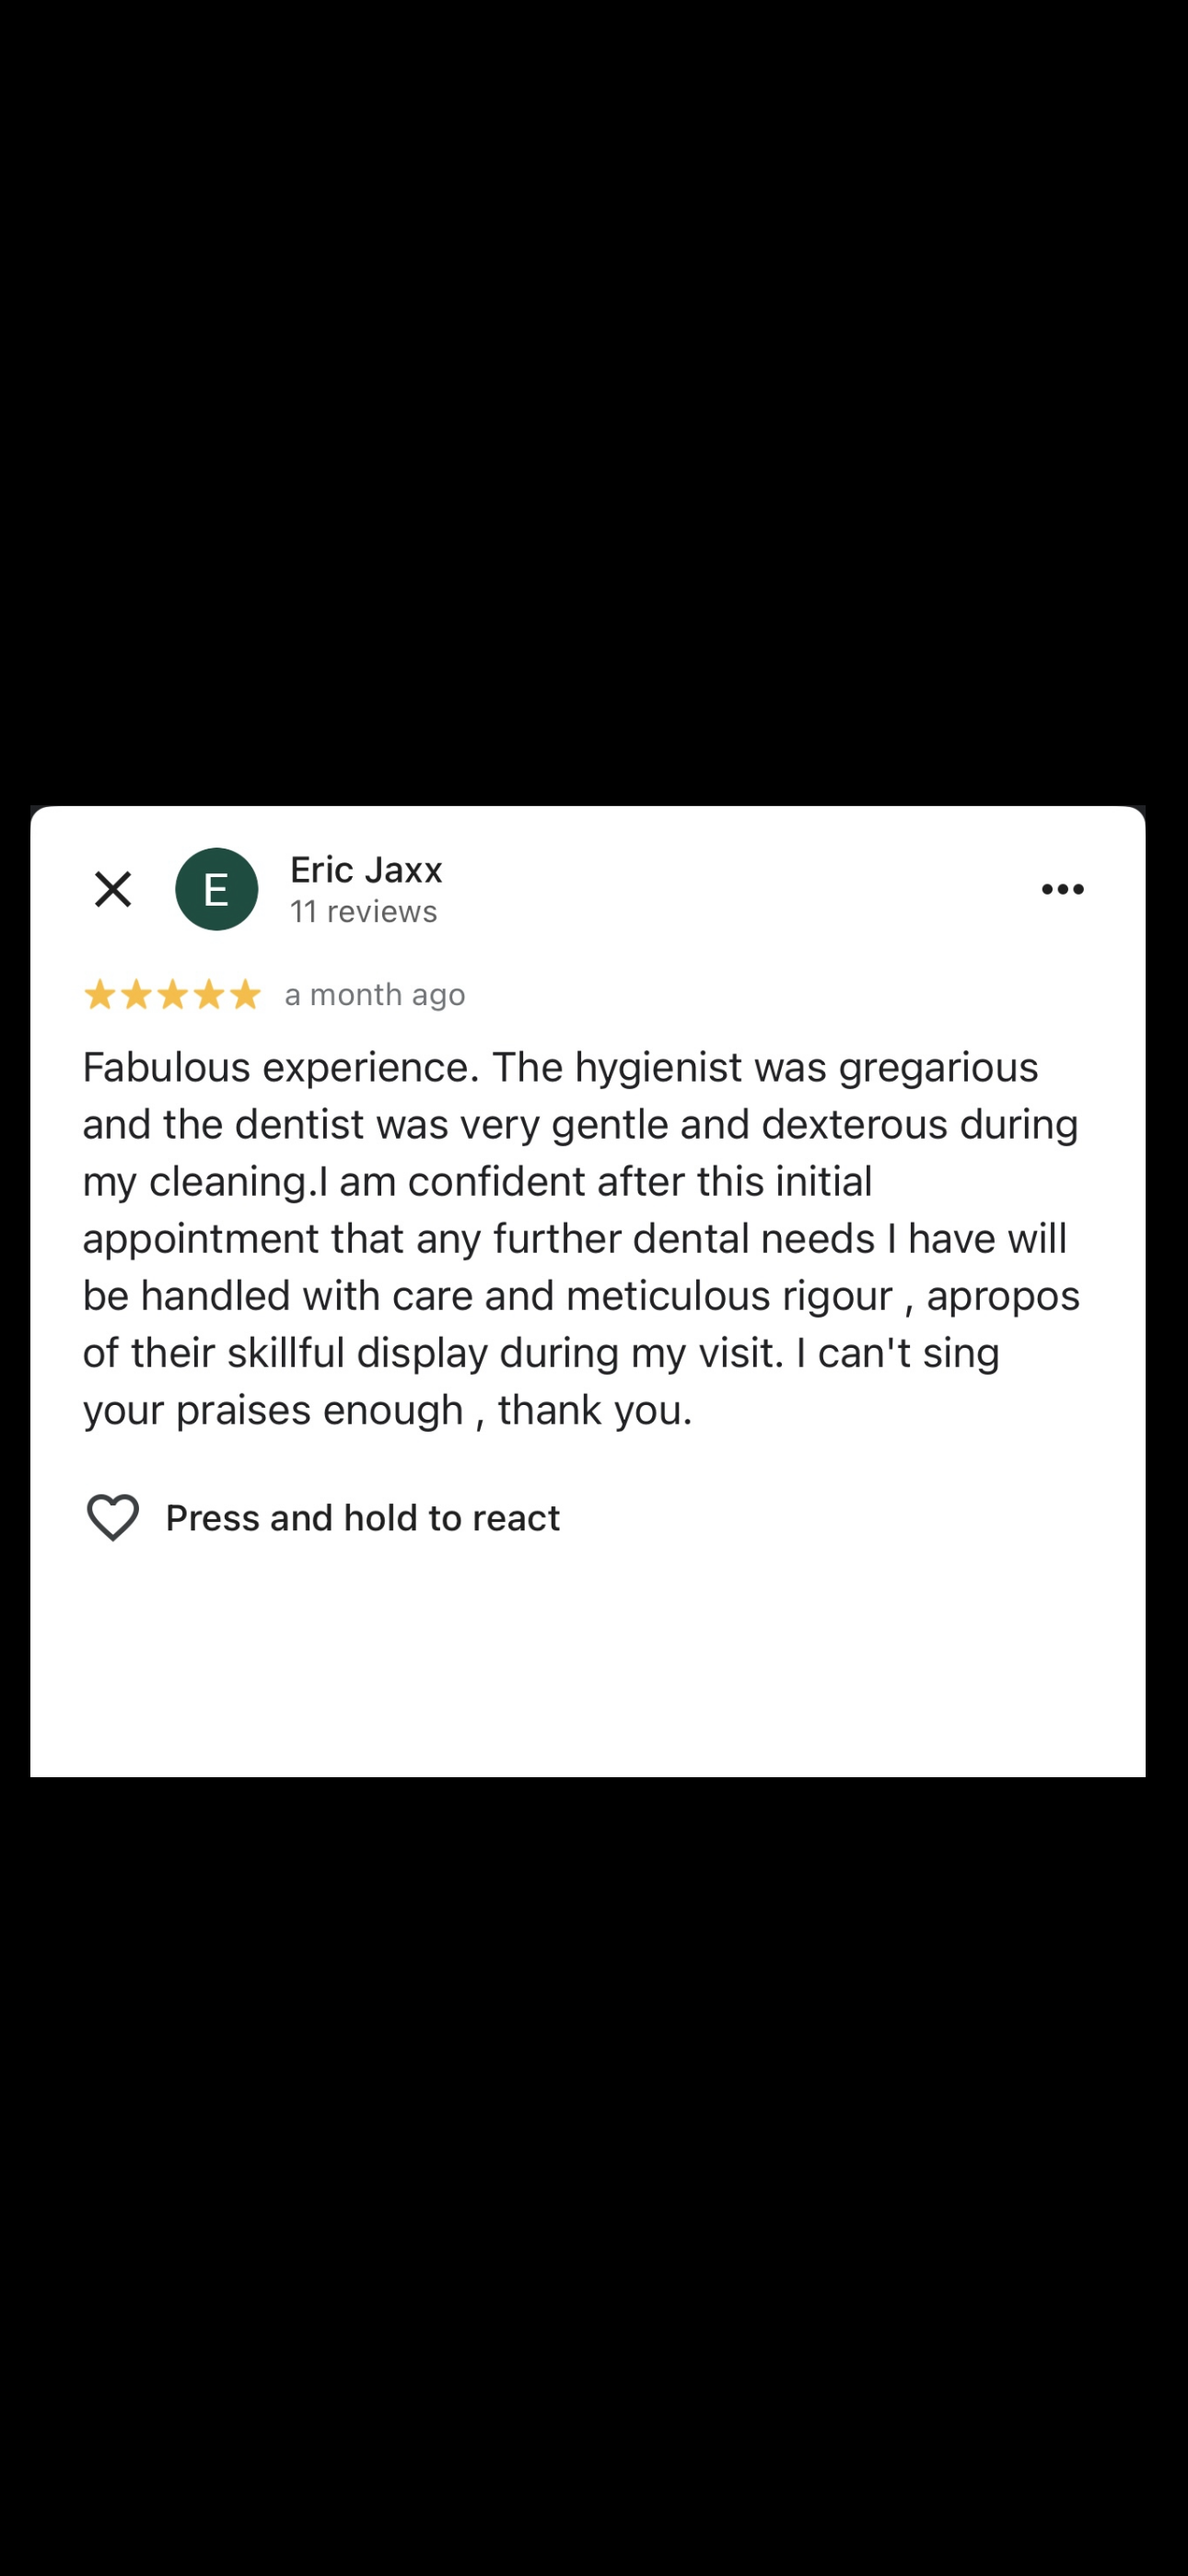 Eric Jaxx
E
11 reviews
a month ago
Fabulous experience. The hygienist was gregarious
and the dentist was very gentle and dexterous during
my cleaning.I am confident after this initial
appointment that any further dental needs I have will
be handled with care and meticulous rigour , apropos
of their skillful display during my visit. I can't sing
your praises enough , thank you.
Press and hold to react